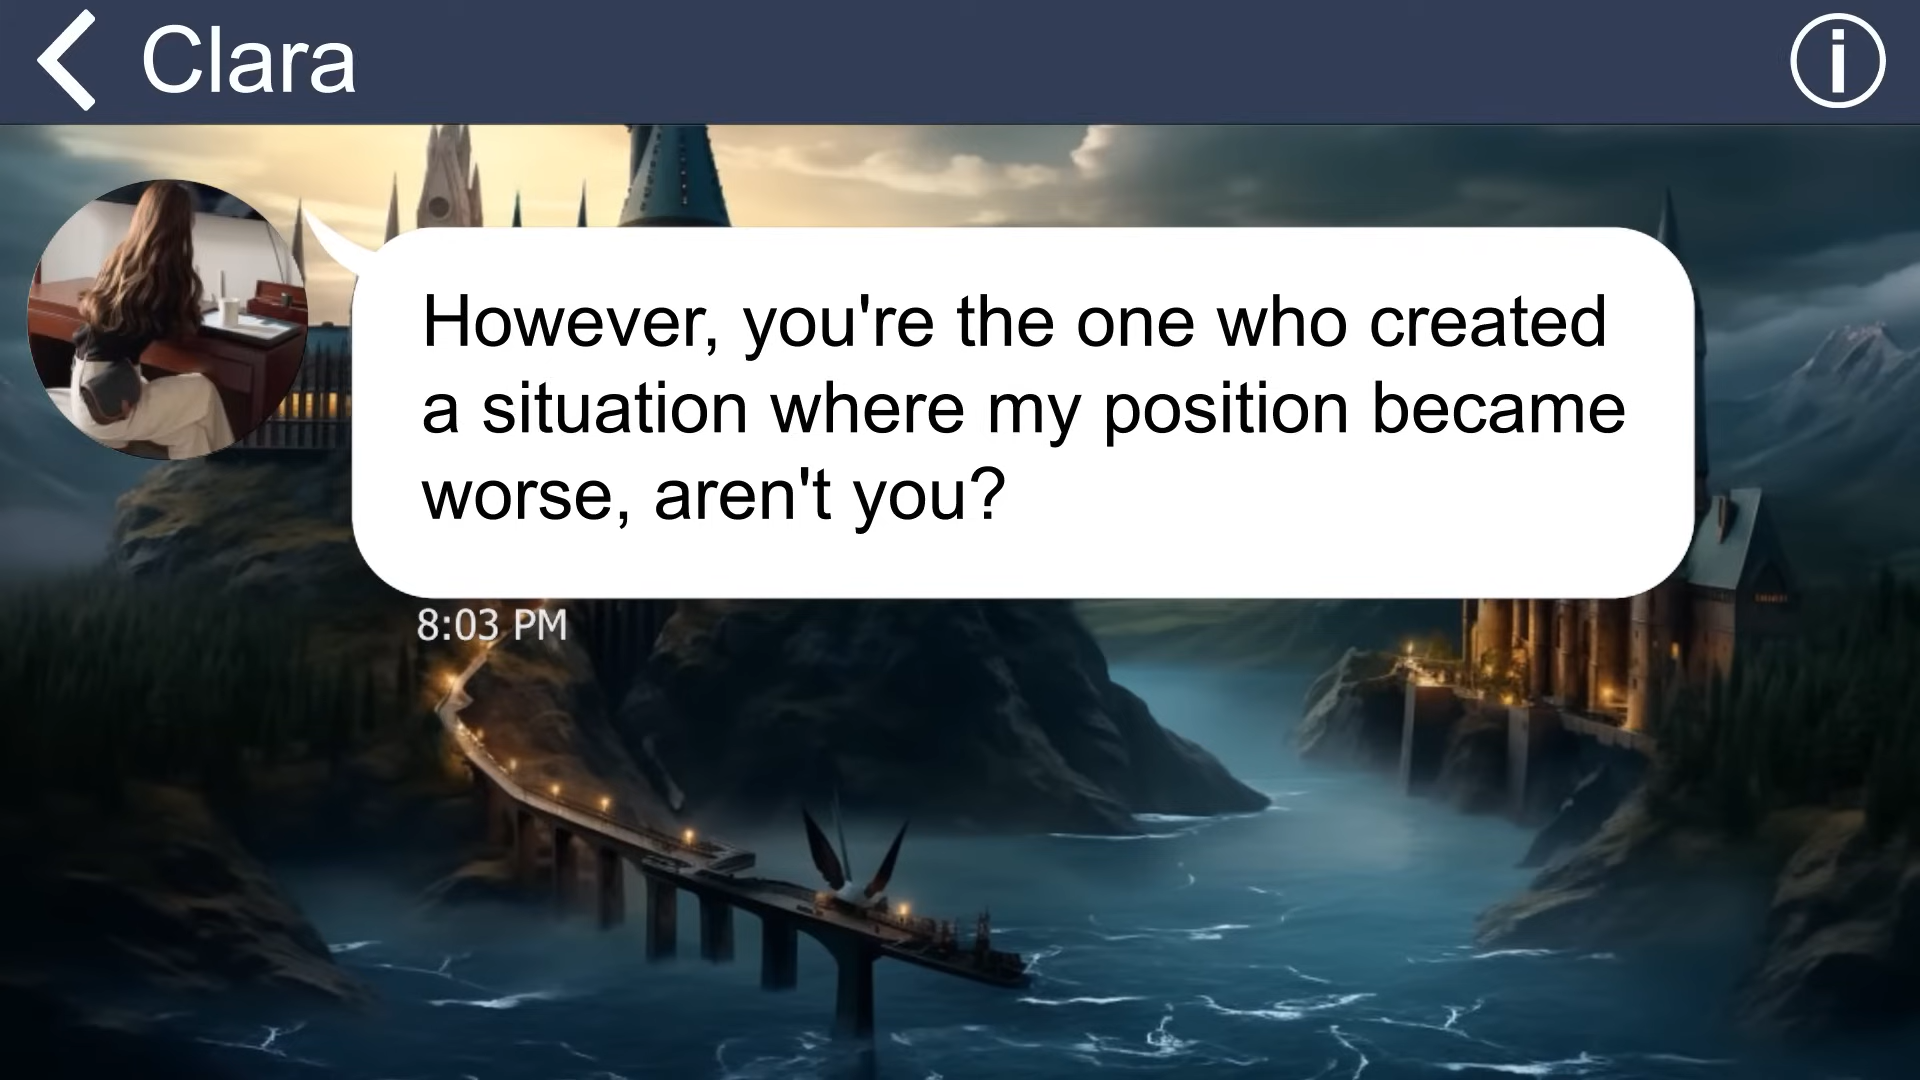 Clara
However, you're the one who created
a situation where my position became
worse, aren't you?
8:03 PM